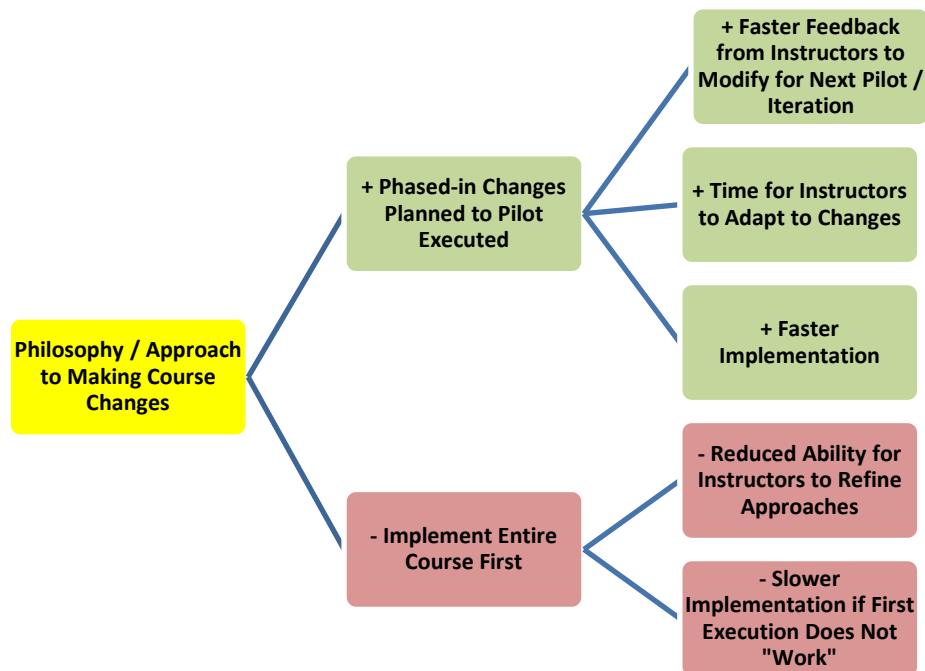 + Faster Feedback
from Instructors to
Modify for Next Pilot /
Iteration
+ Phased-in Changes
Planned to Pilot
Executed
+ Time for Instructors
to Adapt to Changes
+ Faster
Implementation
Philosophy / Approach
to Making Course
Changes
- Reduced Ability for
Instructors to Refine
Approaches
- Implement Entire
Course First
- Slower
Implementation if First
Execution Does Not
"Work"